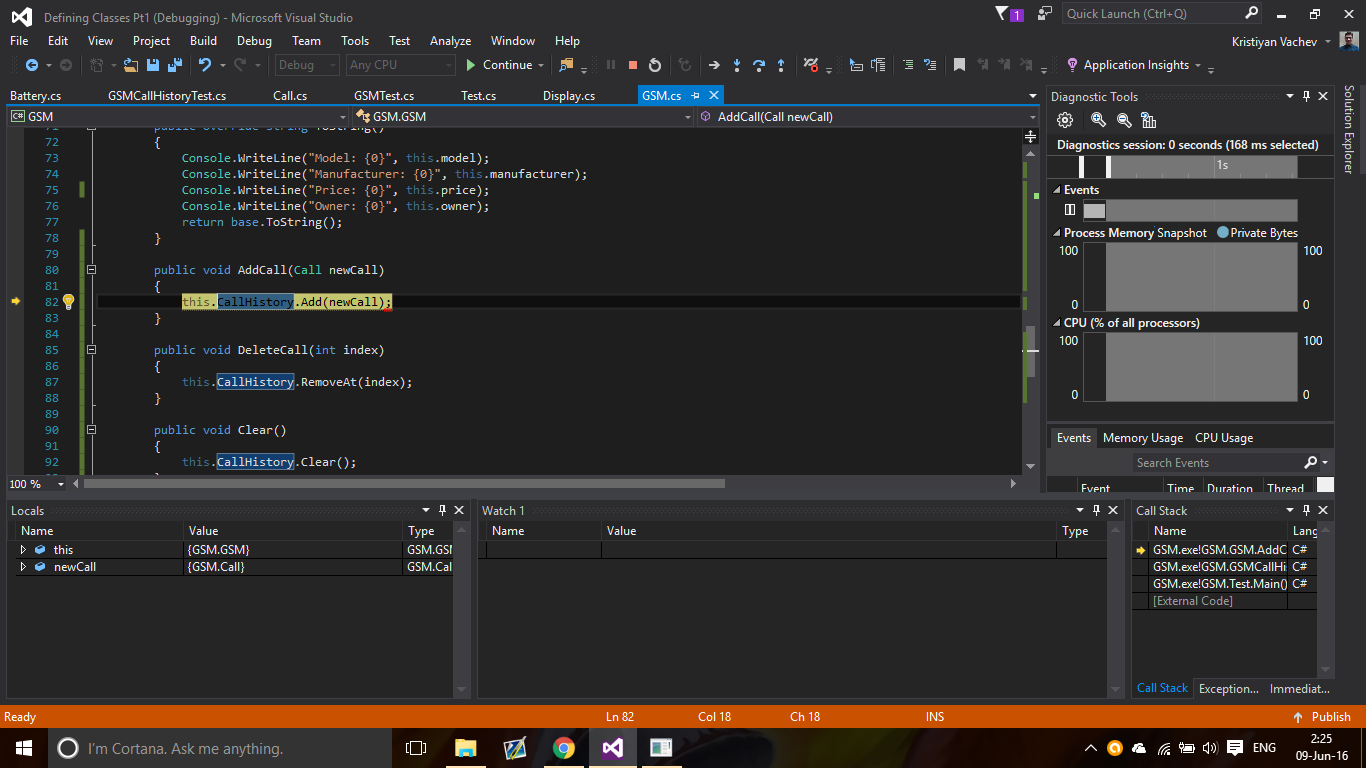 Defining Classes Pt1 (Debugging) - Microsoft Visual Studio
1
Quick Launch (Ctrl+Q)
File Edit View Project Build Debug Team Tools Test Analyze Window Help
Kristiyan Vachev
Debug Any CPU Continue Application Insights
Battery.cs GSMCallHistoryTest.cs Call.cs GSMTest.cs Test.cs Display.cs GSM.cs
C# GSM GSM.GSM AddCall(Call newCall)
71 public override string ToString()
72 {
73 Console.WriteLine("Model: {0}", this.model);
74 Console.WriteLine("Manufacturer: {0}", this.manufacturer);
75 Console.WriteLine("Price: {0}", this.price);
76 Console.WriteLine("Owner: {0}", this.owner);
77 return base.ToString();
78 }
79
80 public void AddCall(Call newCall)
81 {
82 this.CallHistory.Add(newCall);
83 }
84
85 public void DeleteCall(int index)
86 {
87 this.CallHistory.RemoveAt(index);
88 }
89
90 public void Clear()
91 {
92 this.CallHistory.Clear();
100 %
Diagnostic Tools
Diagnostics session: 0 seconds (168 ms selected)
1s
Events
Process Memory Snapshot Private Bytes
100 100
0 0
CPU (% of all processors)
100 100
0 0
Events Memory Usage CPU Usage
Search Events
Event Time Duration Thread
Solution Explorer
Locals
Name Value Type
this {GSM.GSM} GSM.GSM
newCall {GSM.Call} GSM.Cal
Watch 1
Name Value Type
Call Stack
Name Lang
GSM.exe!GSM.GSM.AddC C#
GSM.exe!GSM.GSMCallHi C#
GSM.exe!GSM.Test.Main() C#
[External Code]
Call Stack Exception... Immediat...
Ready Ln 82 Col 18 Ch 18 INS Publish
I'm Cortana. Ask me anything.
ENG
2:25
09-Jun-16